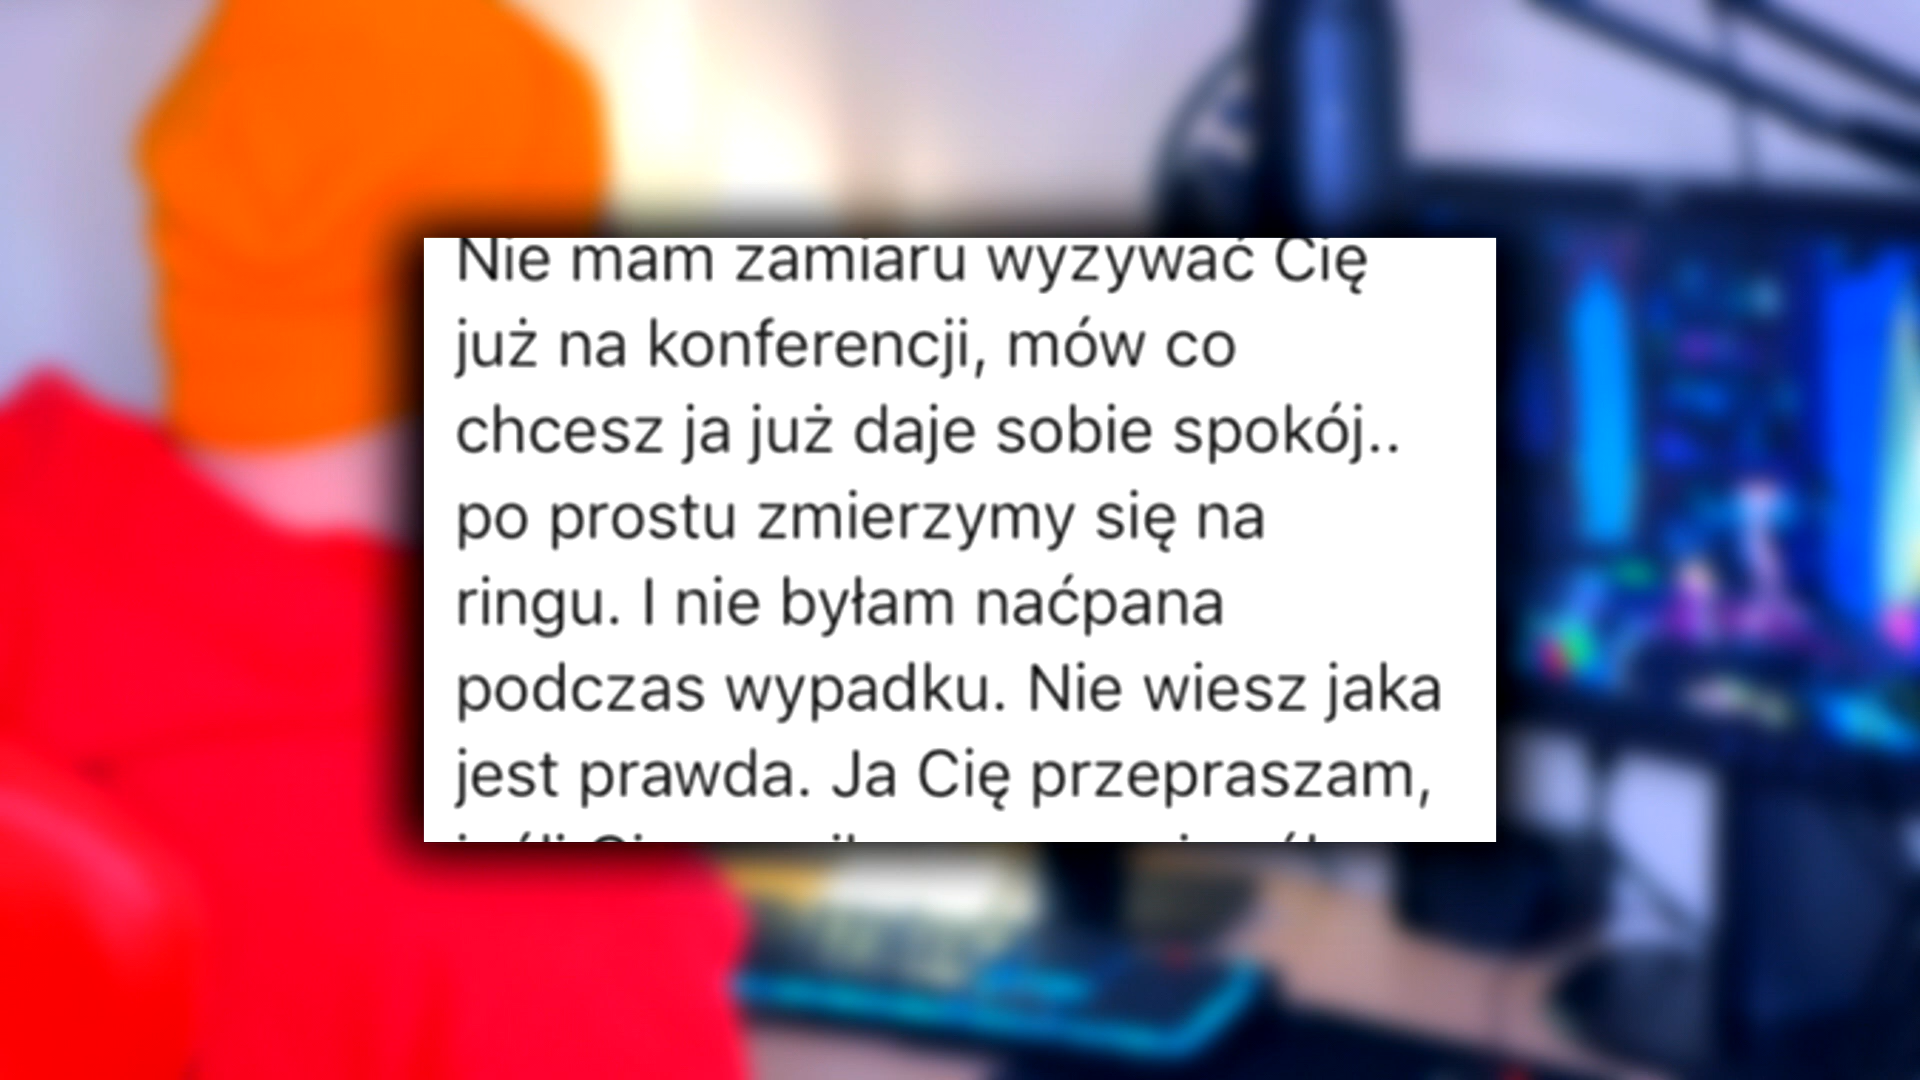 Nie mam zamiaru wyzywać Cię
już na konferencji, mów co
chcesz ja już daje sobie spokój..
po prostu zmierzymy się na
ringu. I nie byłam naćpana
podczas wypadku. Nie wiesz jaka
jest prawda. Ja Cię przepraszam,